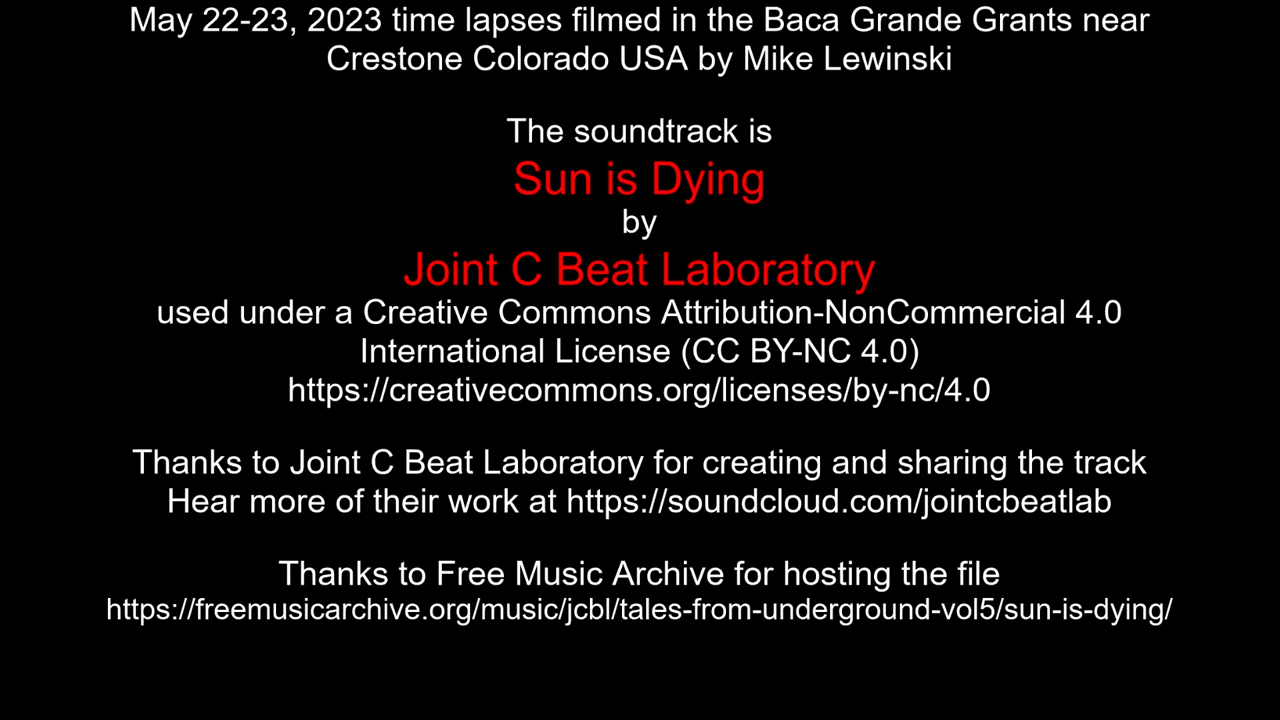 May 22-23, 2023 time lapses filmed in the Baca Grande Grants near
Crestone Colorado USA by Mike Lewinski
The soundtrack is
Sun is Dying
by
Joint C Beat Laboratory
used under a Creative Commons Attribution-NonCommercial 4.0
International License (CC BY-NC 4.0)
https://creativecommons.org/licenses/by-nc/4.0
Thanks to Joint C Beat Laboratory for creating and sharing the track
Hear more of their work at https://soundcloud.com/jointcbeatlab
Thanks to Free Music Archive for hosting the file
https://freemusicarchive.org/music/jcbl/tales-from-underground-vol5/sun-is-dying/